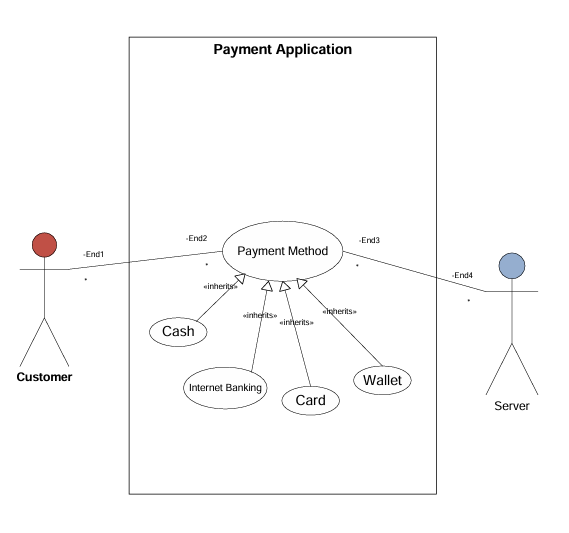 Payment Application
-End1
*
-End2
*
Payment Method
-End3
*
-End4
*
«inherits»
«inherits»
«inherits»
«inherits»
Cash
Internet Banking
Card
Wallet
Customer
Server